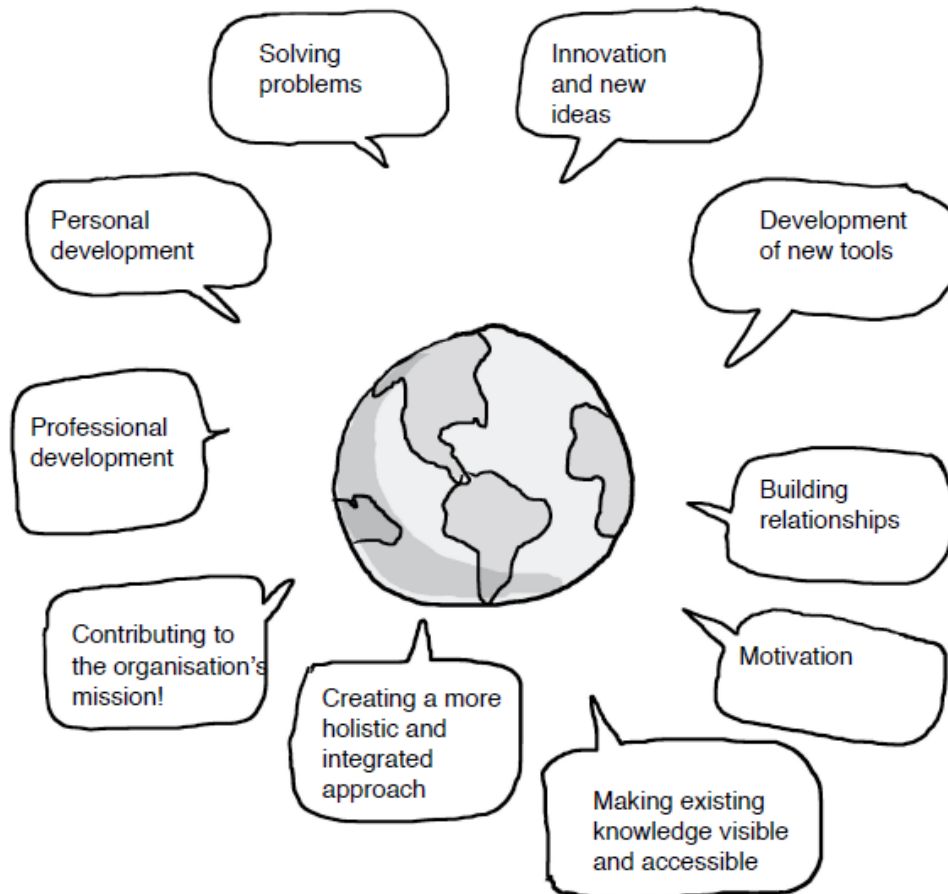 Solving
problems
Innovation
and new
ideas
Development
of new tools
Building
relationships
Motivation
Making existing
knowledge visible
and accessible
Creating a more
holistic and
integrated
approach
Contributing to
the organisation's
mission!
Professional
development
Personal
development